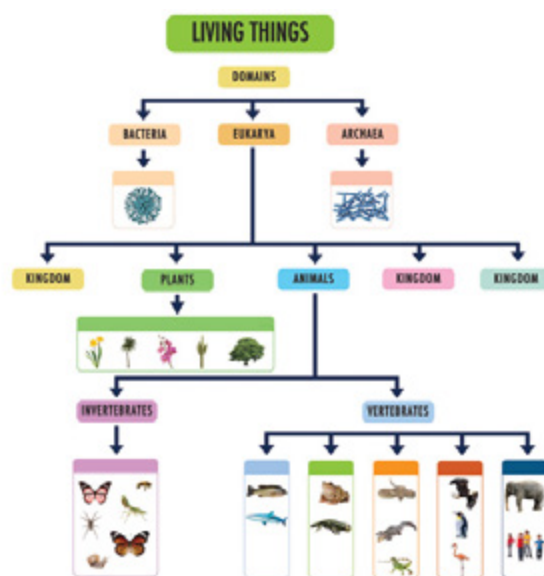 LIVING THINGS
DOMAINS
BACTERIA
EUKARYA
ARCHAEA
KINGDOM
PLANTS
ANIMALS
KINGDOM
KINGDOM
INVERTEBRATES
VERTEBRATES